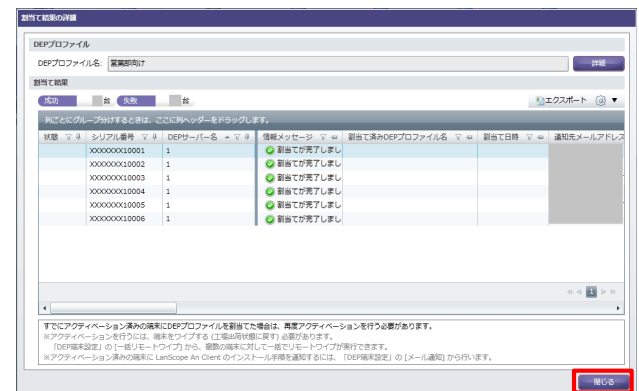 割当て結果の詳細
DEPプロファイル
DEPプロファイル名: 営業部向け 詳細
割当て結果
成功 台 失敗 台 エクスポート
列ごとにグループ分けするときは、ここに列ヘッダーをドラッグします。
状態 シリアル番号 DEPサーバー名 情報メッセージ 割当て済みDEPプロファイル名 割当て日時 通知先メールアドレス
XXXXXXX10001 1 割当てが完了しまし
XXXXXXX10002 1 割当てが完了しまし
XXXXXXX10003 1 割当てが完了しまし
XXXXXXX10004 1 割当てが完了しまし
XXXXXXX10005 1 割当てが完了しまし
XXXXXXX10006 1 割当てが完了しまし
1
すでにアクティベーション済みの端末にDEPプロファイルを割当てた場合は、再度アクティベーションを行う必要があります。
※アクティベーションを行うには、端末をワイプする (工場出荷状態に戻す) 必要があります。
「DEP端末設定」の [一括リモートワイプ] から、複数の端末に対して一括でリモートワイプが実行できます。
※アクティベーション済みの端末に LanScope An Client のインストール手順を通知するには、「DEP端末設定」の [メール通知] から行います。
閉じる